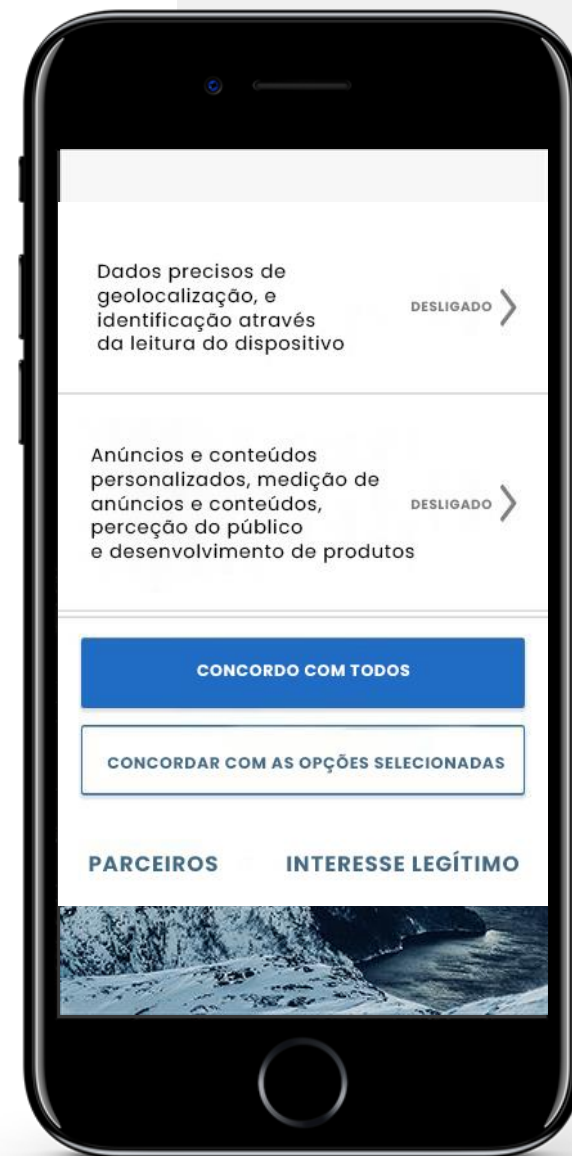 Dados precisos de
geolocalização, e
identificação através
da leitura do dispositivo
DESLIGADO
Anúncios e conteúdos
personalizados, medição de
anúncios e conteúdos,
perceção do público
e desenvolvimento de produtos
DESLIGADO
CONCORDO COM TODOS
CONCORDAR COM AS OPÇÕES SELECIONADAS
PARCEIROS
INTERESSE LEGÍTIMO